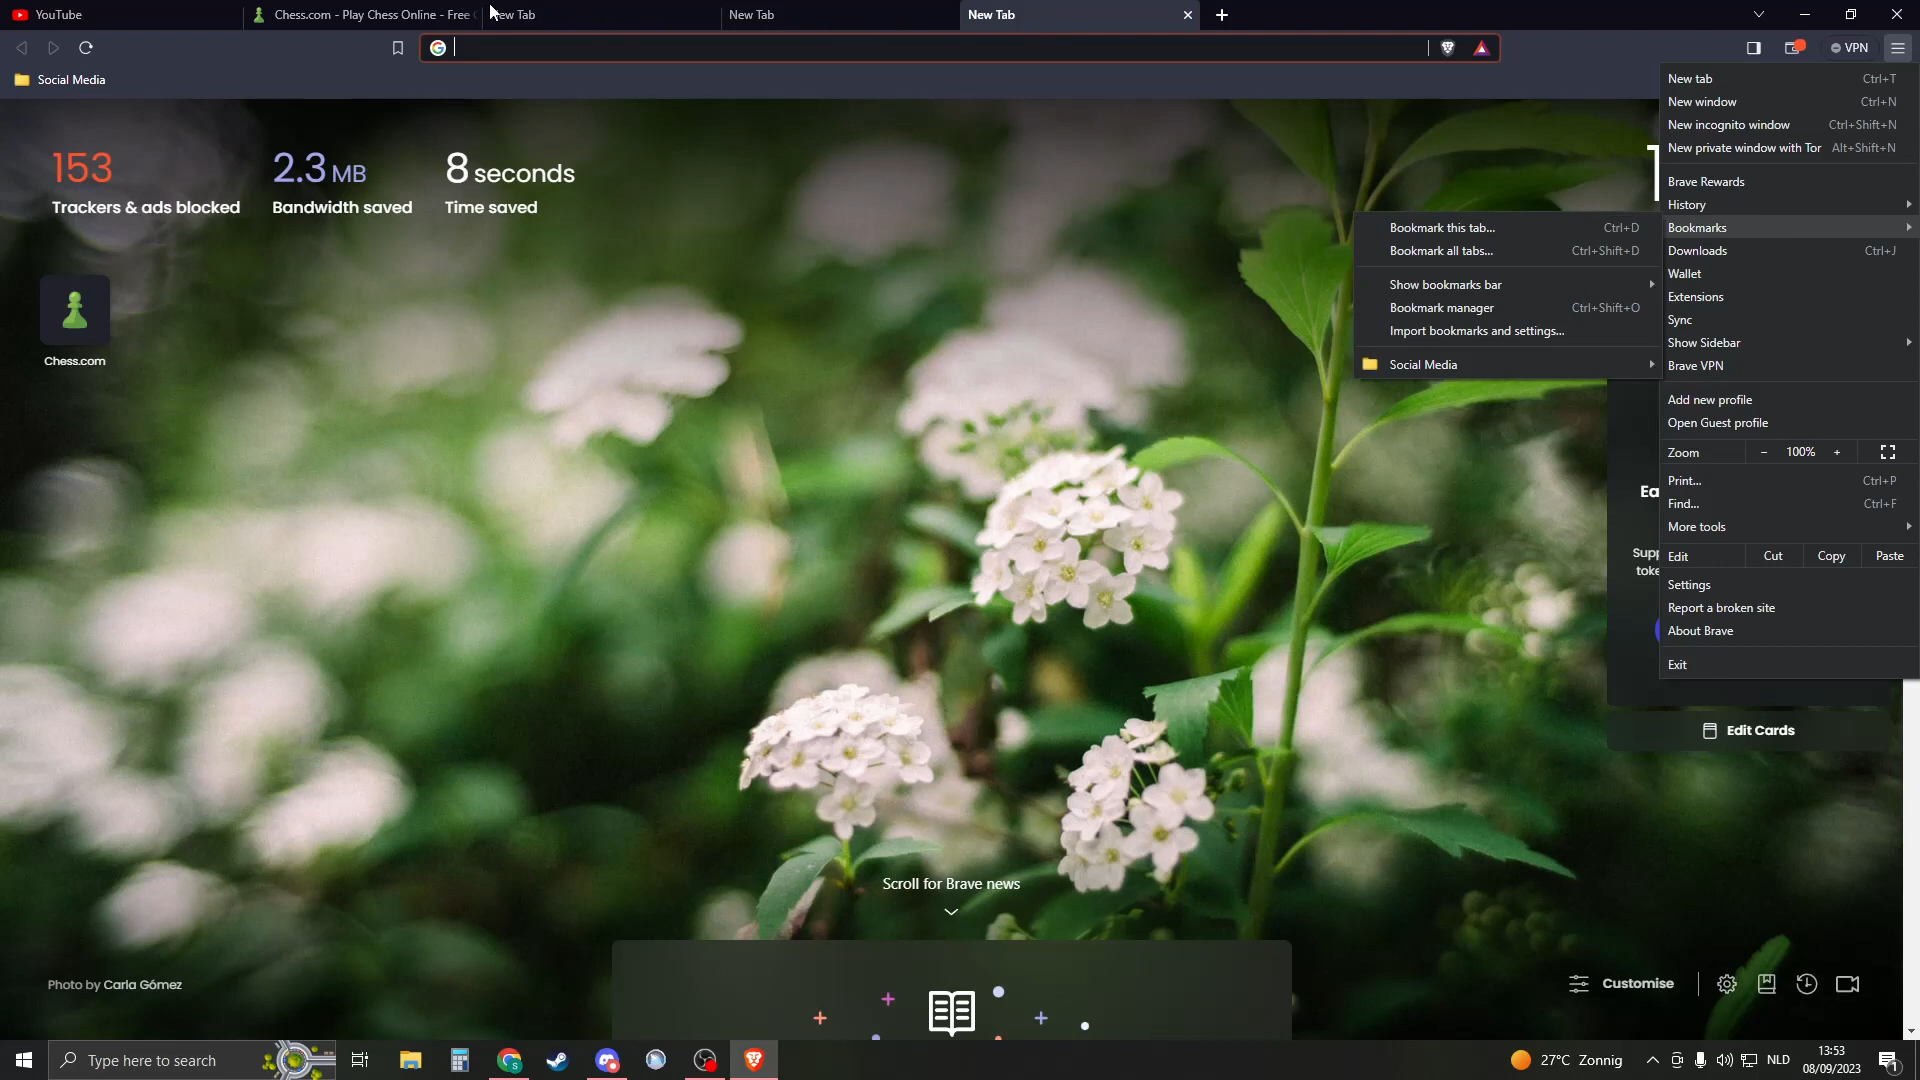 YouTube
Chess.com - Play Chess Online - Free
New Tab
New Tab
New Tab
VPN
Social Media
153
Trackers & ads blocked
2.3 MB
Bandwidth saved
8 seconds
Time saved
Chess.com
Bookmark this tab... Ctrl+D
Bookmark all tabs... Ctrl+Shift+D
Show bookmarks bar
Bookmark manager Ctrl+Shift+O
Import bookmarks and settings...
Social Media
New tab Ctrl+T
New window Ctrl+N
New incognito window Ctrl+Shift+N
New private window with Tor Alt+Shift+N
Brave Rewards
History
Bookmarks
Downloads Ctrl+J
Wallet
Extensions
Sync
Show Sidebar
Brave VPN
Add new profile
Open Guest profile
Zoom - 100% +
Print... Ctrl+P
Find... Ctrl+F
More tools
Edit Cut Copy Paste
Settings
Report a broken site
About Brave
Exit
Edit Cards
Scroll for Brave news
Photo by Carla Gómez
Customise
Type here to search
27°C Zonnig
NLD
13:53
08/09/2023
1